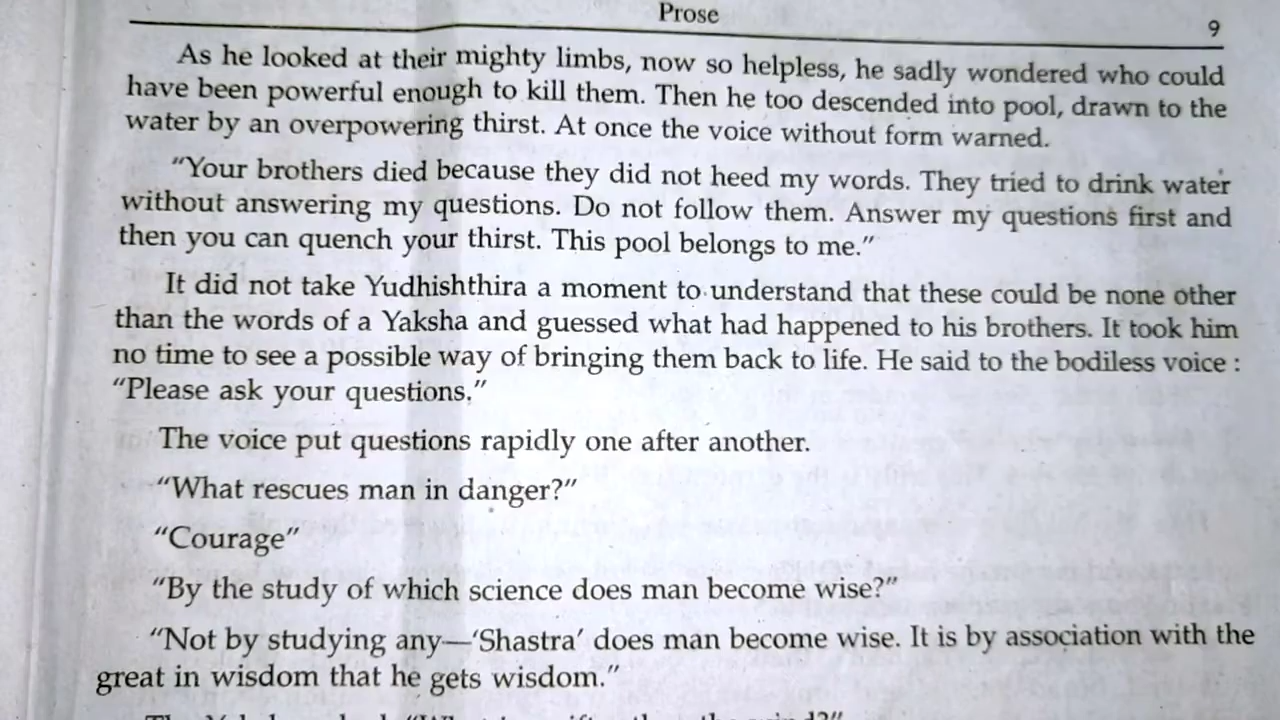 Prose
9
As he looked at their mighty limbs, now so helpless, he sadly wondered who could
have been powerful enough to kill them. Then he too descended into pool, drawn to the
water by an overpowering thirst. At once the voice without form warned.
“Your brothers died because they did not heed my words. They tried to drink water
without answering my questions. Do not follow them. Answer my questions first and
then you can quench your thirst. This pool belongs to me.”
It did not take Yudhishthira a moment to understand that these could be none other
than the words of a Yaksha and guessed what had happened to his brothers. It took him
no time to see a possible way of bringing them back to life. He said to the bodiless voice :
“Please ask your questions.”
The voice put questions rapidly one after another.
“What rescues man in danger?”
“Courage”
“By the study of which science does man become wise?”
“Not by studying any—‘Shastra’ does man become wise. It is by association with the
great in wisdom that he gets wisdom.”